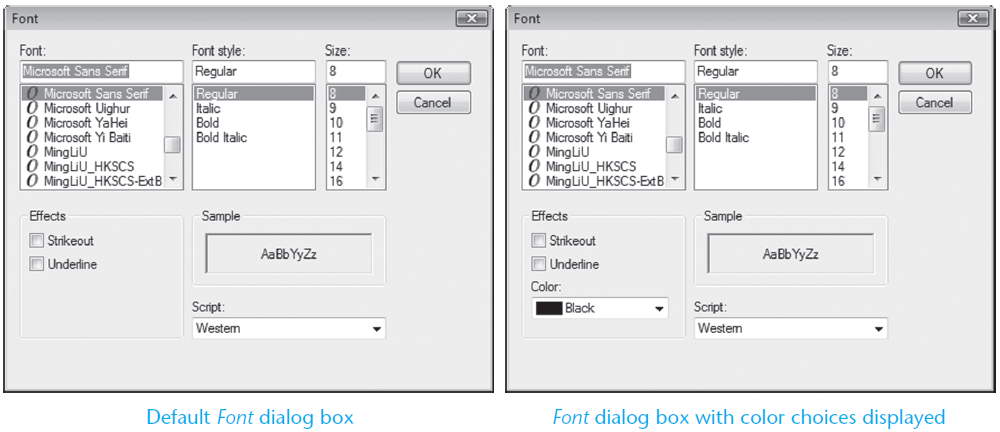 Font
Font:
Font style:
Size:
Microsoft Sans Serif
Regular
8
OK
Microsoft Sans Serif
Microsoft Uighur
Microsoft YaHei
Microsoft Yi Baiti
MingLiU
MingLiU_HKSCS
MingLiU_HKSCS-ExtB
Regular
Italic
Bold
Bold Italic
8
9
10
11
12
14
16
Cancel
Effects
Strikeout
Underline
Sample
AaBbYyZz
Script:
Western
Default Font dialog box
Font
Font:
Font style:
Size:
Microsoft Sans Serif
Regular
8
OK
Microsoft Sans Serif
Microsoft Uighur
Microsoft YaHei
Microsoft Yi Baiti
MingLiU
MingLiU_HKSCS
MingLiU_HKSCS-ExtB
Regular
Italic
Bold
Bold Italic
8
9
10
11
12
14
16
Cancel
Effects
Strikeout
Underline
Color:
Black
Sample
AaBbYyZz
Script:
Western
Font dialog box with color choices displayed